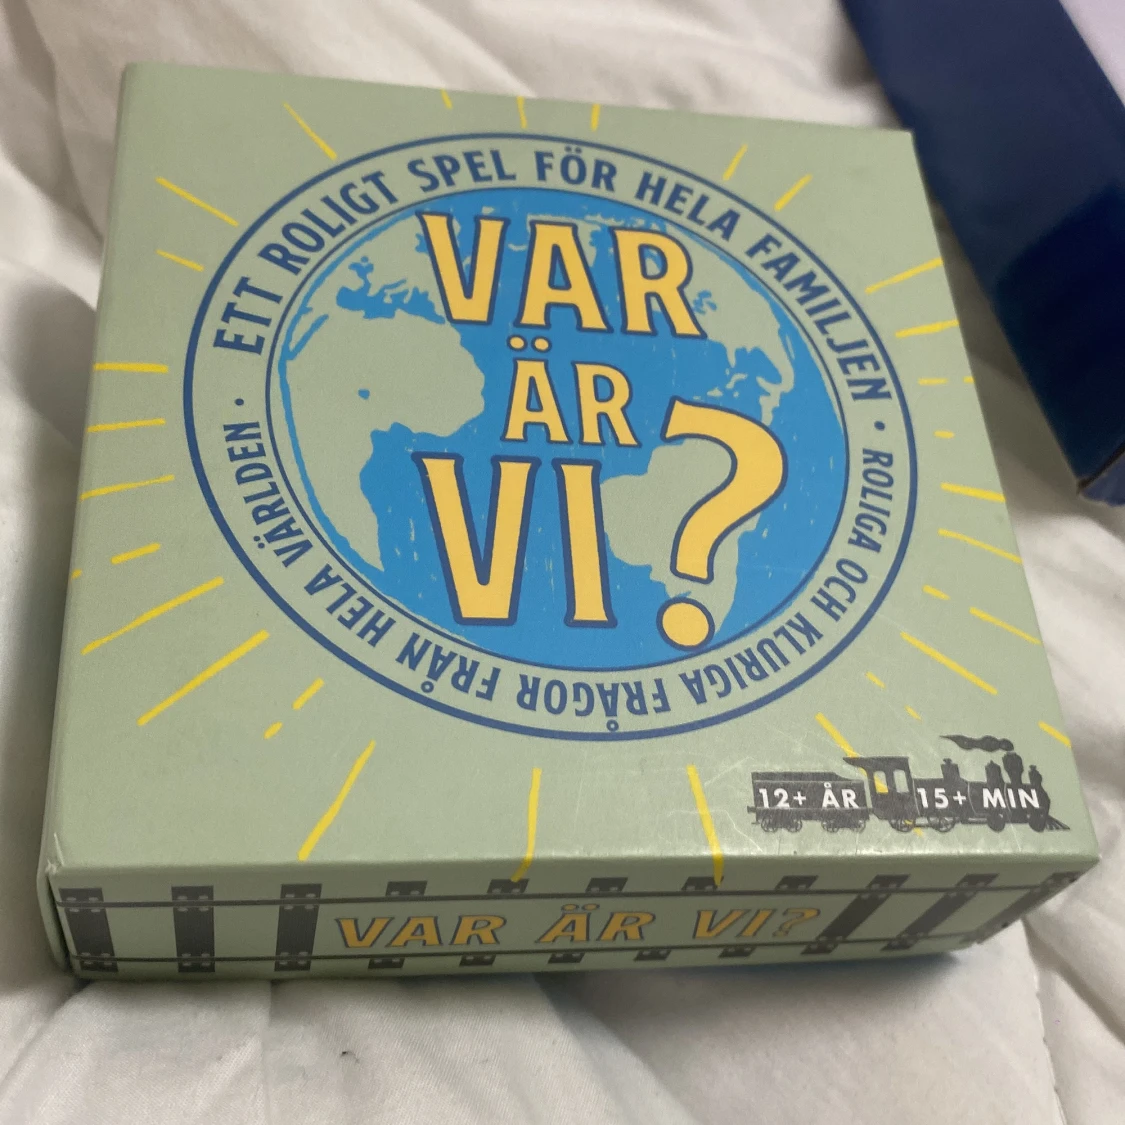 ETT ROLIGT SPEL FÖR HELA FAMILJEN •
ROLIGA OCH KLURIGA FRÅGOR FRÅN HELA VÄRLDEN •
VAR
ÄR
VI?
12+ ÅR 15+ MIN
VAR ÄR VI?